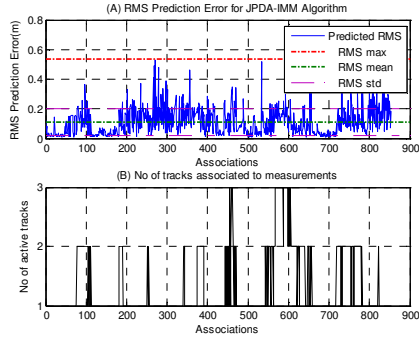 (A) RMS Prediction Error for JPDA-IMM Algorithm
0.8
0.6
0.4
0.2
0
RMS Prediction Error(m)
Predicted RMS
RMS max
RMS mean
RMS std
0 100 200 300 400 500 600 700 800 900
Associations
(B) No of tracks associated to measurements
3
2
1
No of active tracks
0 100 200 300 400 500 600 700 800 900
Associations